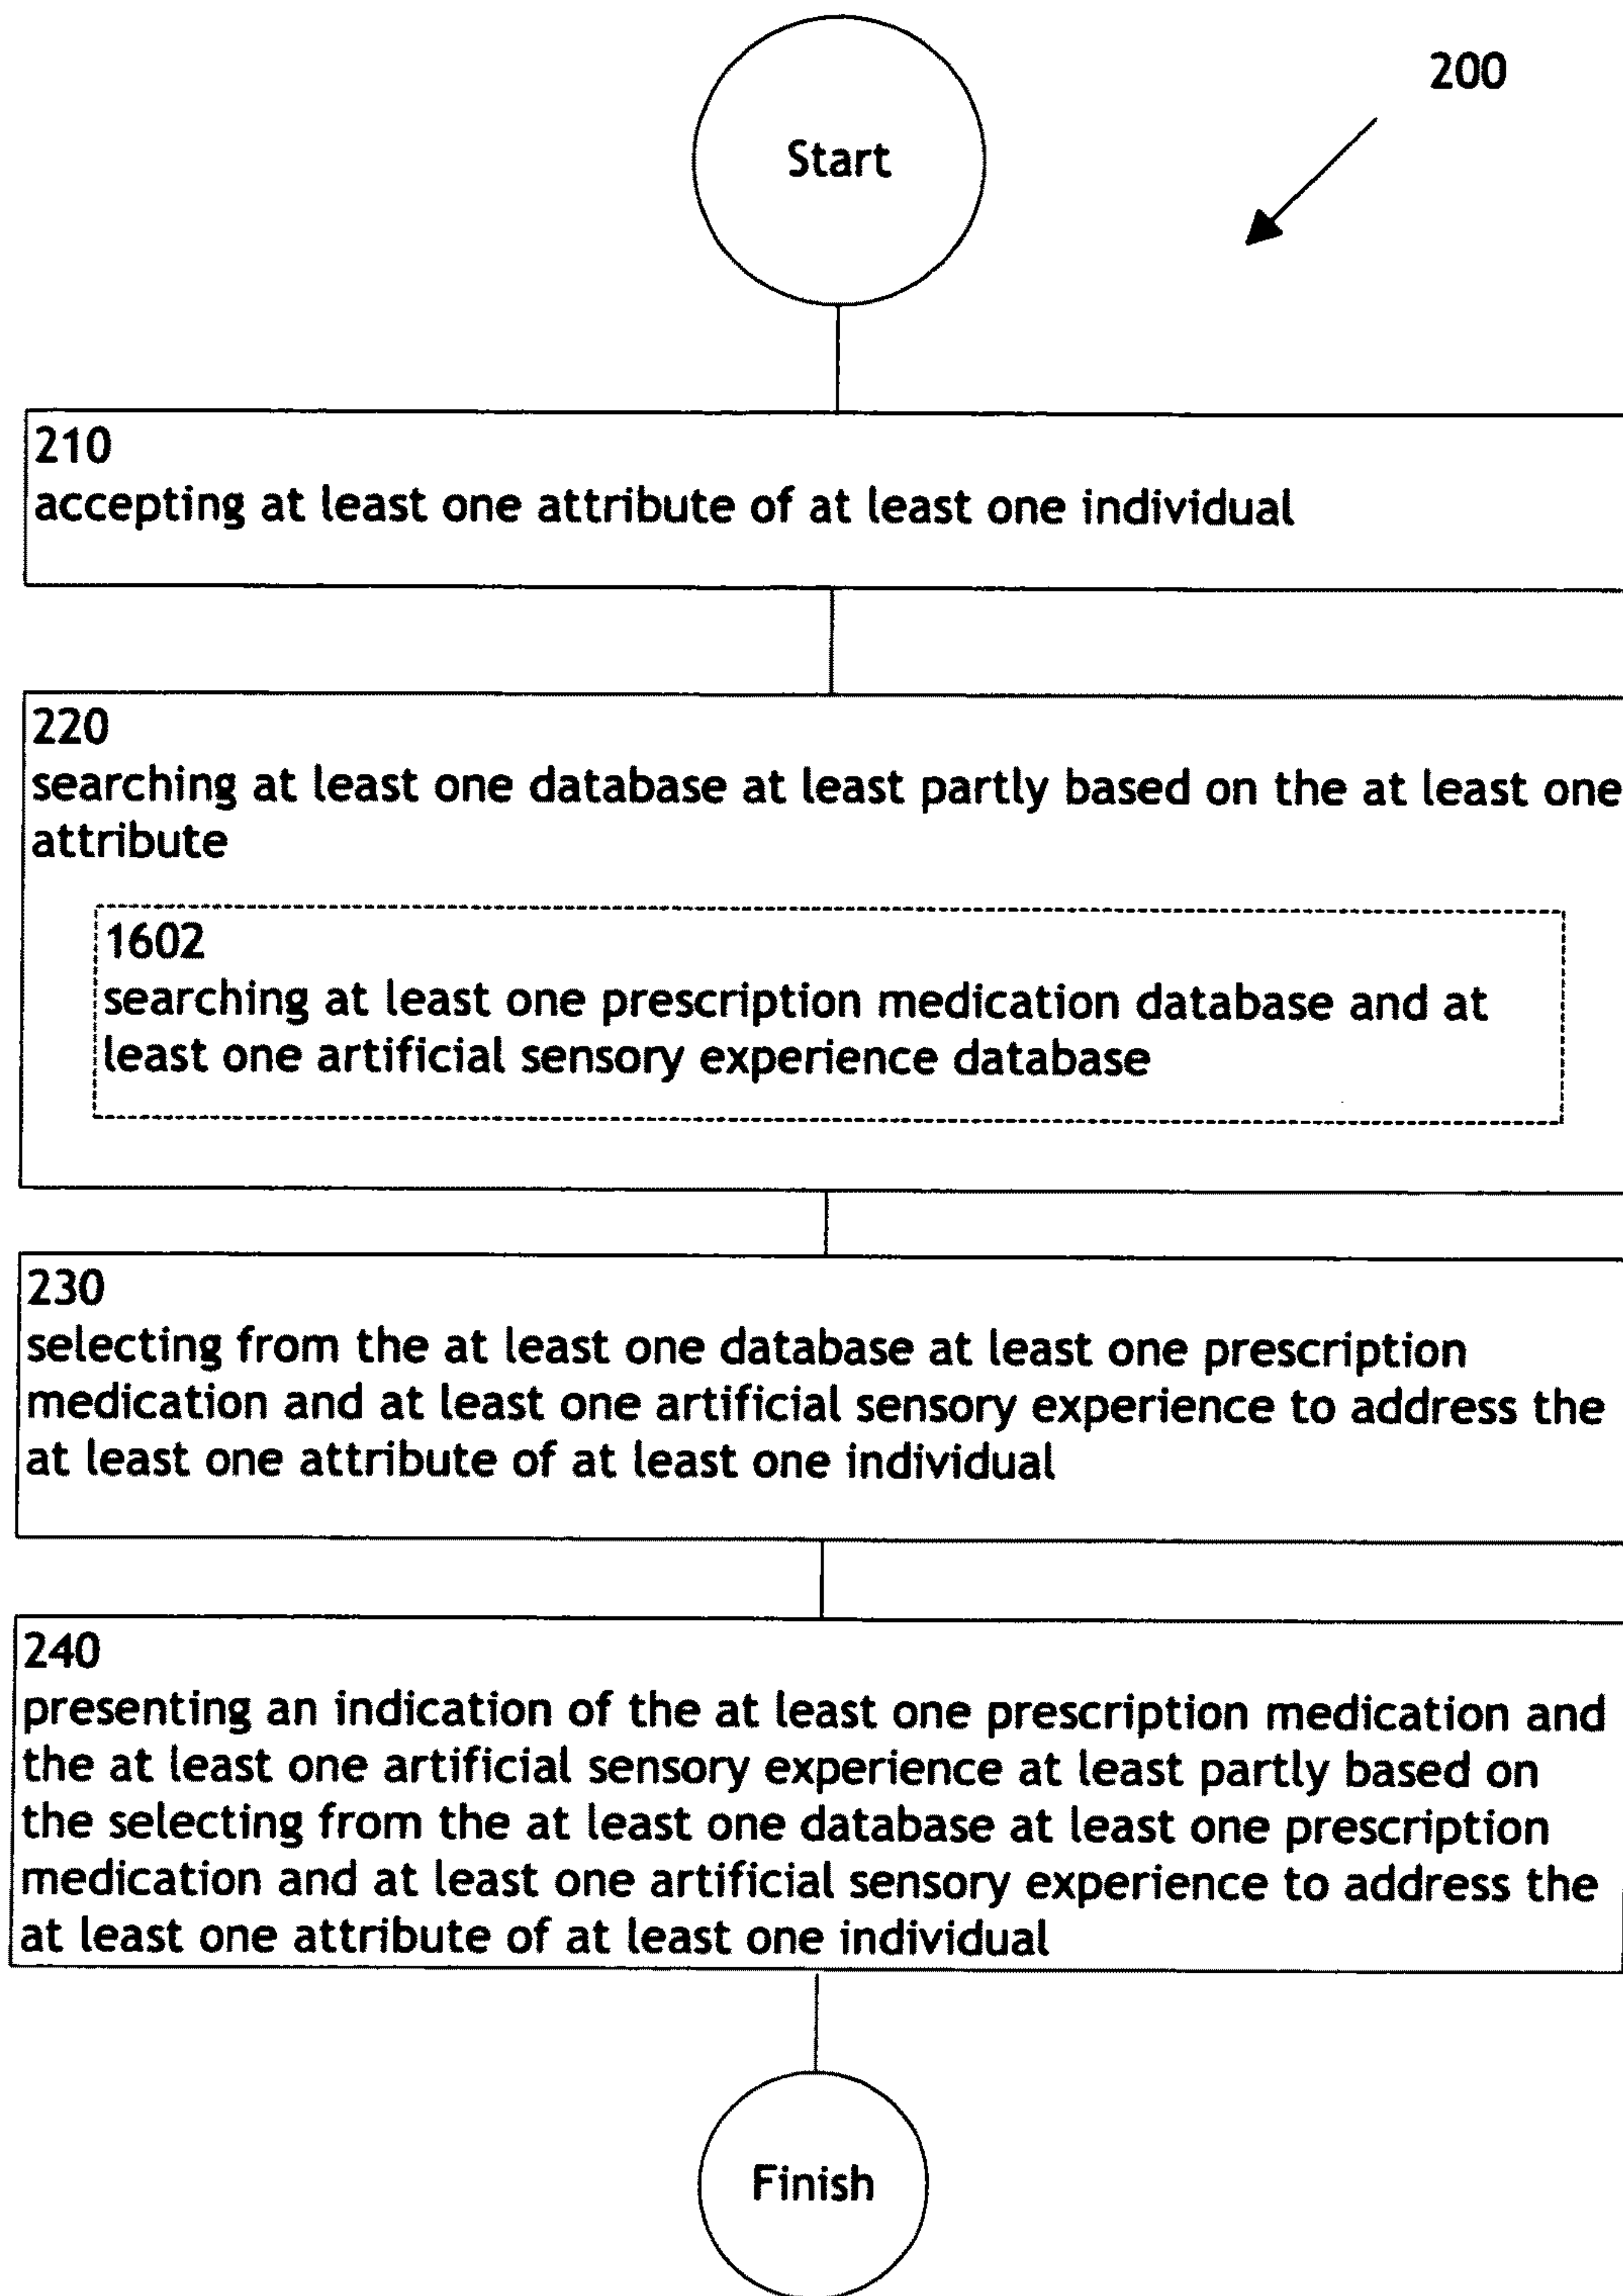 200
Start
210
accepting at least one attribute of at least one individual
220
searching at least one database at least partly based on the at least one
attribute
1602
searching at least one prescription medication database and at
least one artificial sensory experience database
230
selecting from the at least one database at least one prescription
medication and at least one artificial sensory experience to address the
at least one attribute of at least one individual
240
presenting an indication of the at least one prescription medication and
the at least one artificial sensory experience at least partly based on
the selecting from the at least one database at least one prescription
medication and at least one artificial sensory experience to address the
at least one attribute of at least one individual
Finish